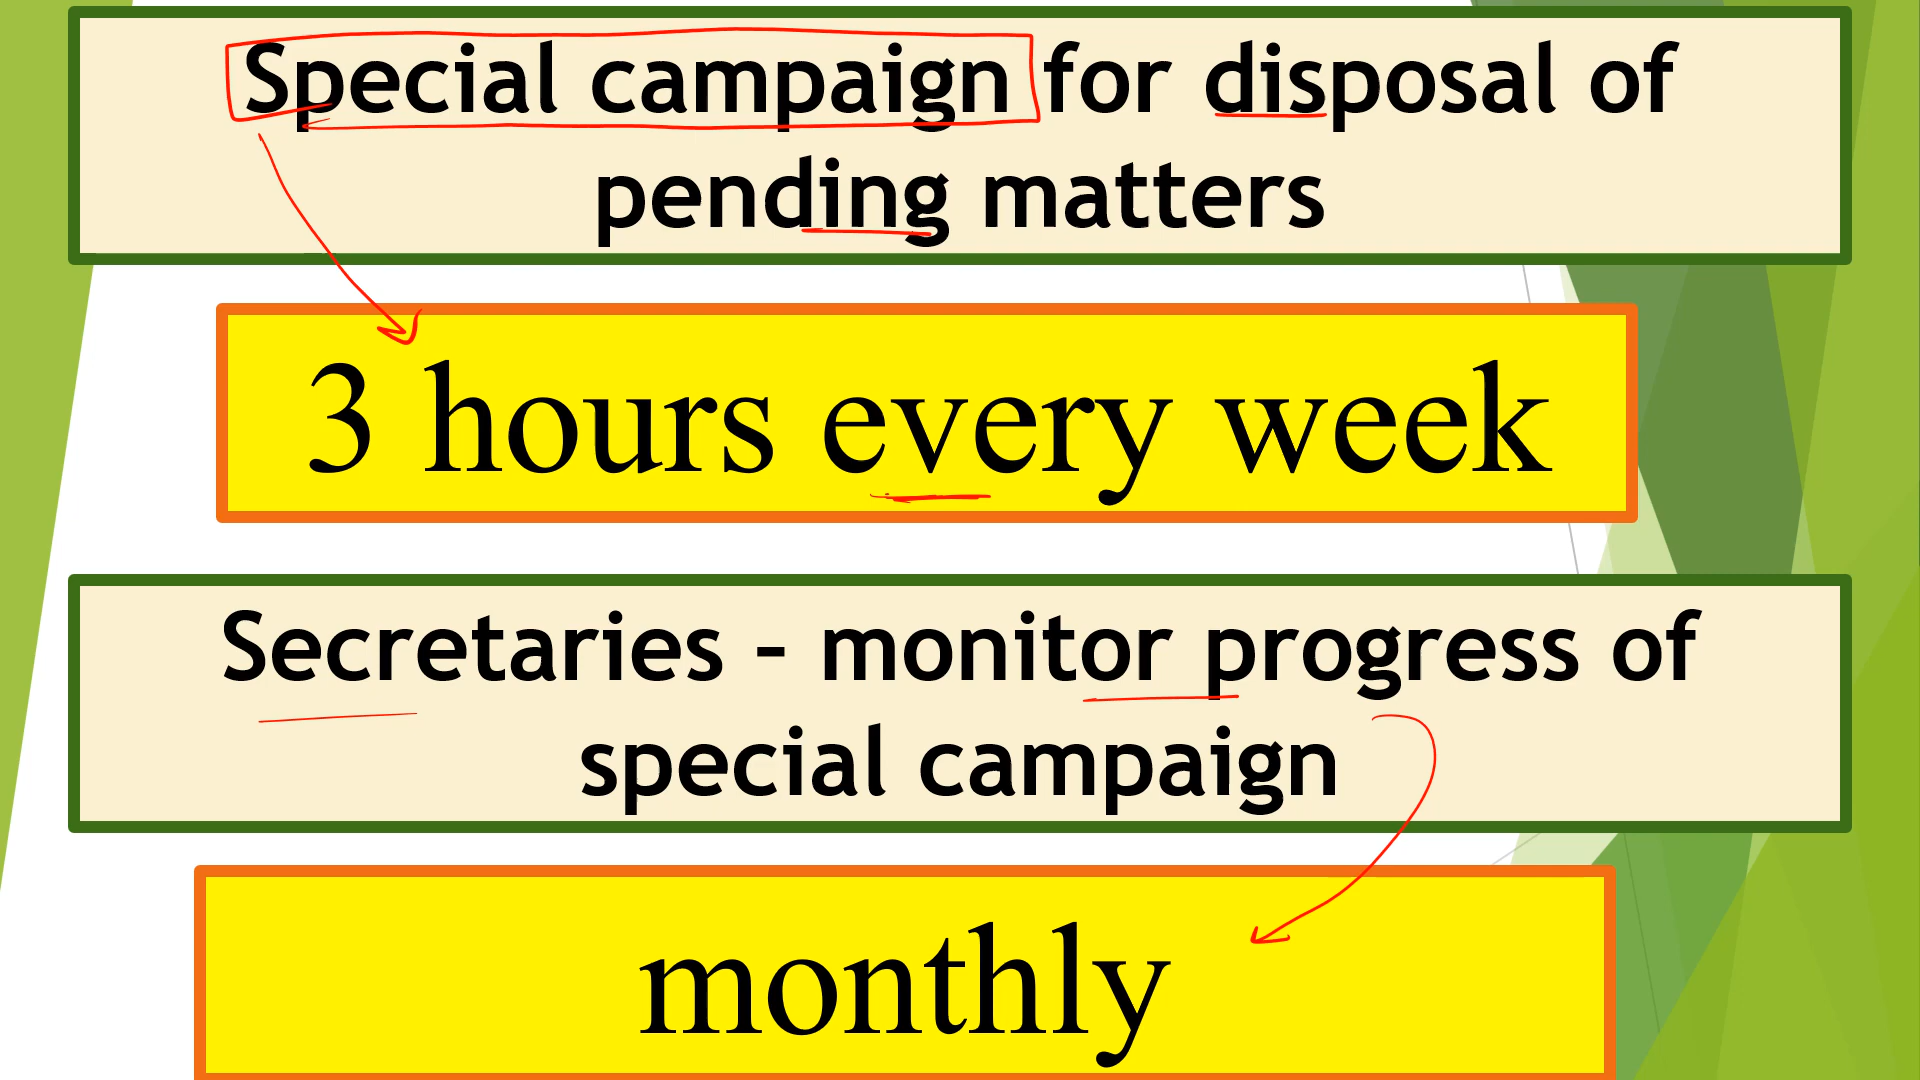 Special campaign for disposal of
pending matters
3 hours every week
Secretaries - monitor progress of
special campaign
monthly